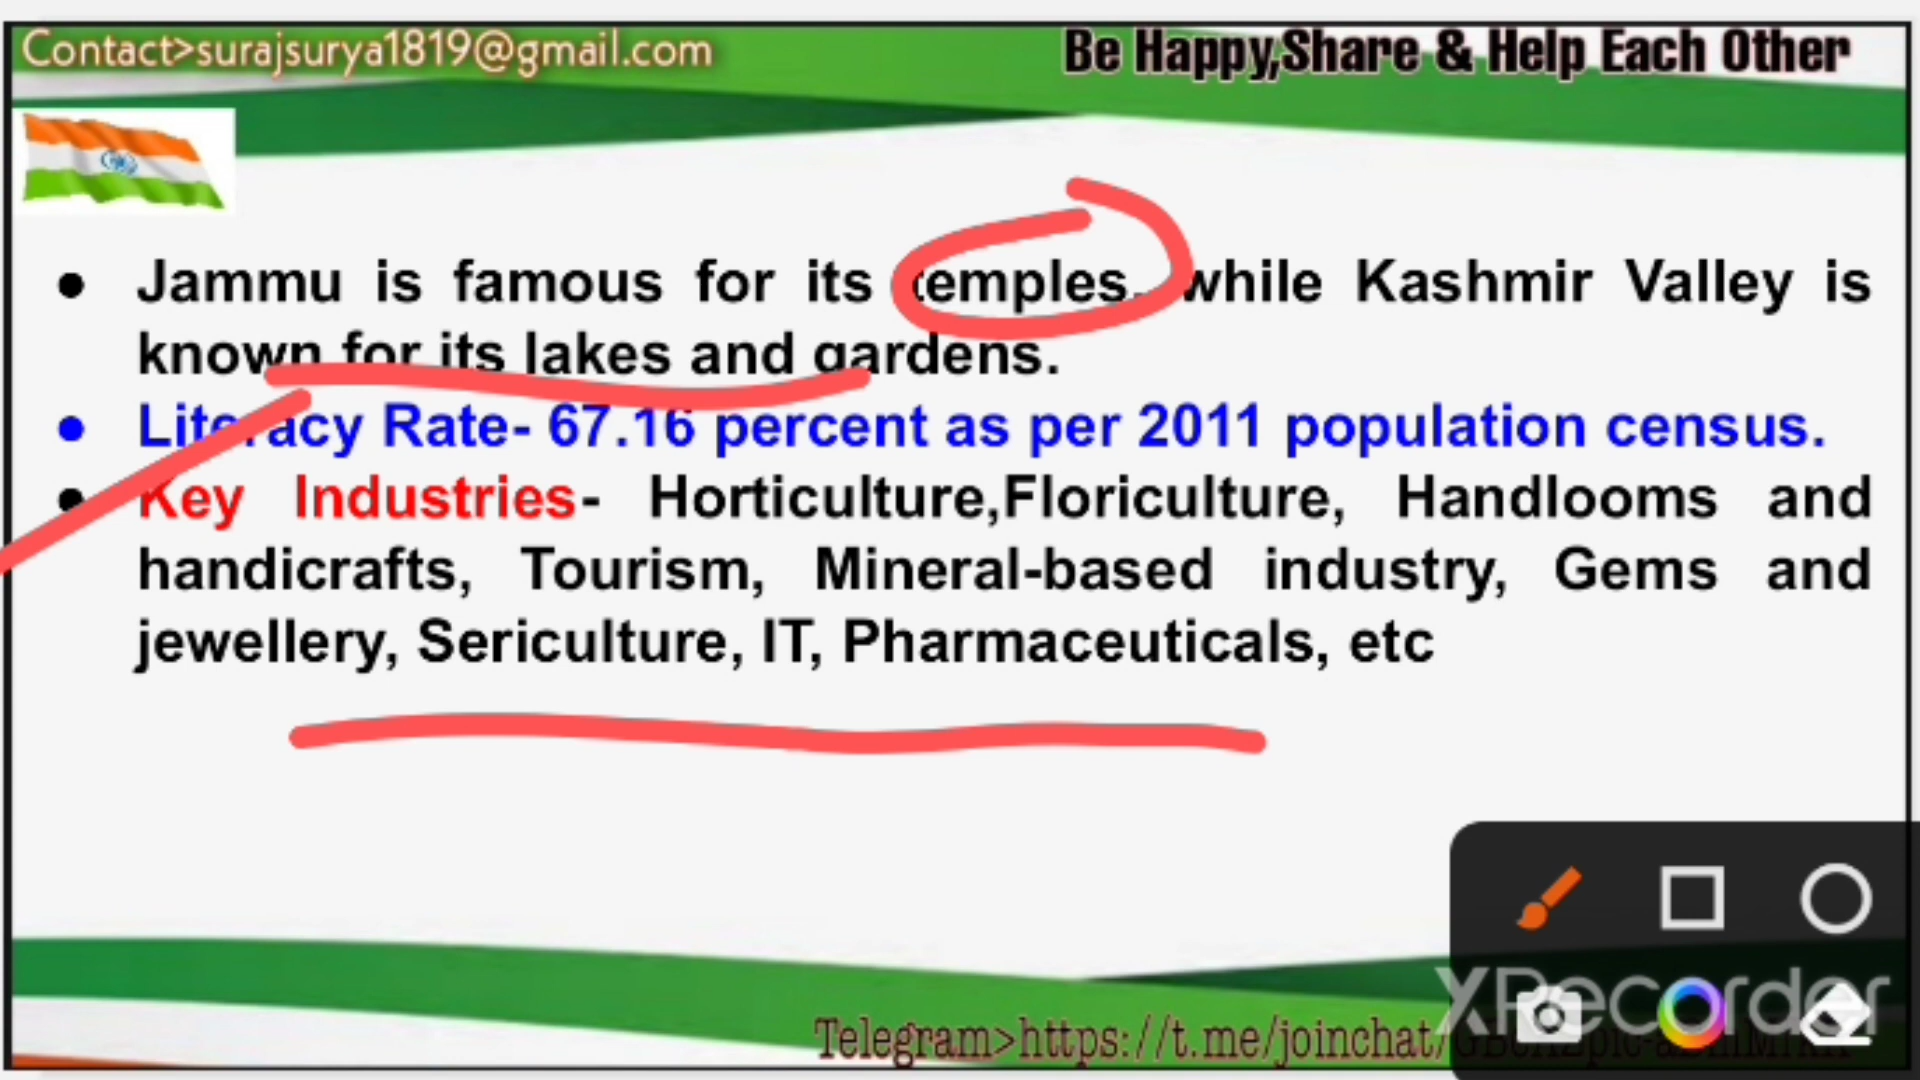 Contact>surajsurya1819@gmail.com
Be Happy,Share & Help Each Other
● Jammu is famous for its temples, while Kashmir Valley is
known for its lakes and gardens.
● Literacy Rate- 67.16 percent as per 2011 population census.
● Key Industries- Horticulture,Floriculture, Handlooms and
handicrafts, Tourism, Mineral-based industry, Gems and
jewellery, Sericulture, IT, Pharmaceuticals, etc
XRecorder
Telegram>https://t.me/joinchat/